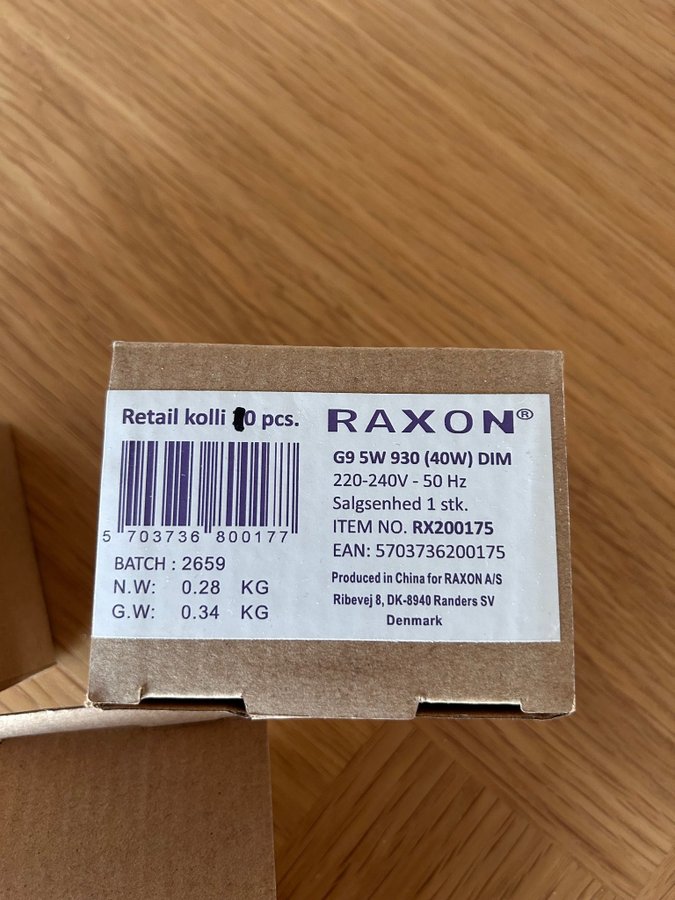 Retail kolli 0 pcs.
5 703736 800177
BATCH : 2659
N.W: 0.28 KG
G.W: 0.34 KG
RAXON®
G9 5W 930 (40W) DIM
220-240V - 50 Hz
Salgsenhed 1 stk.
ITEM NO. RX200175
EAN: 5703736200175
Produced in China for RAXON A/S
Ribevej 8, DK-8940 Randers SV
Denmark